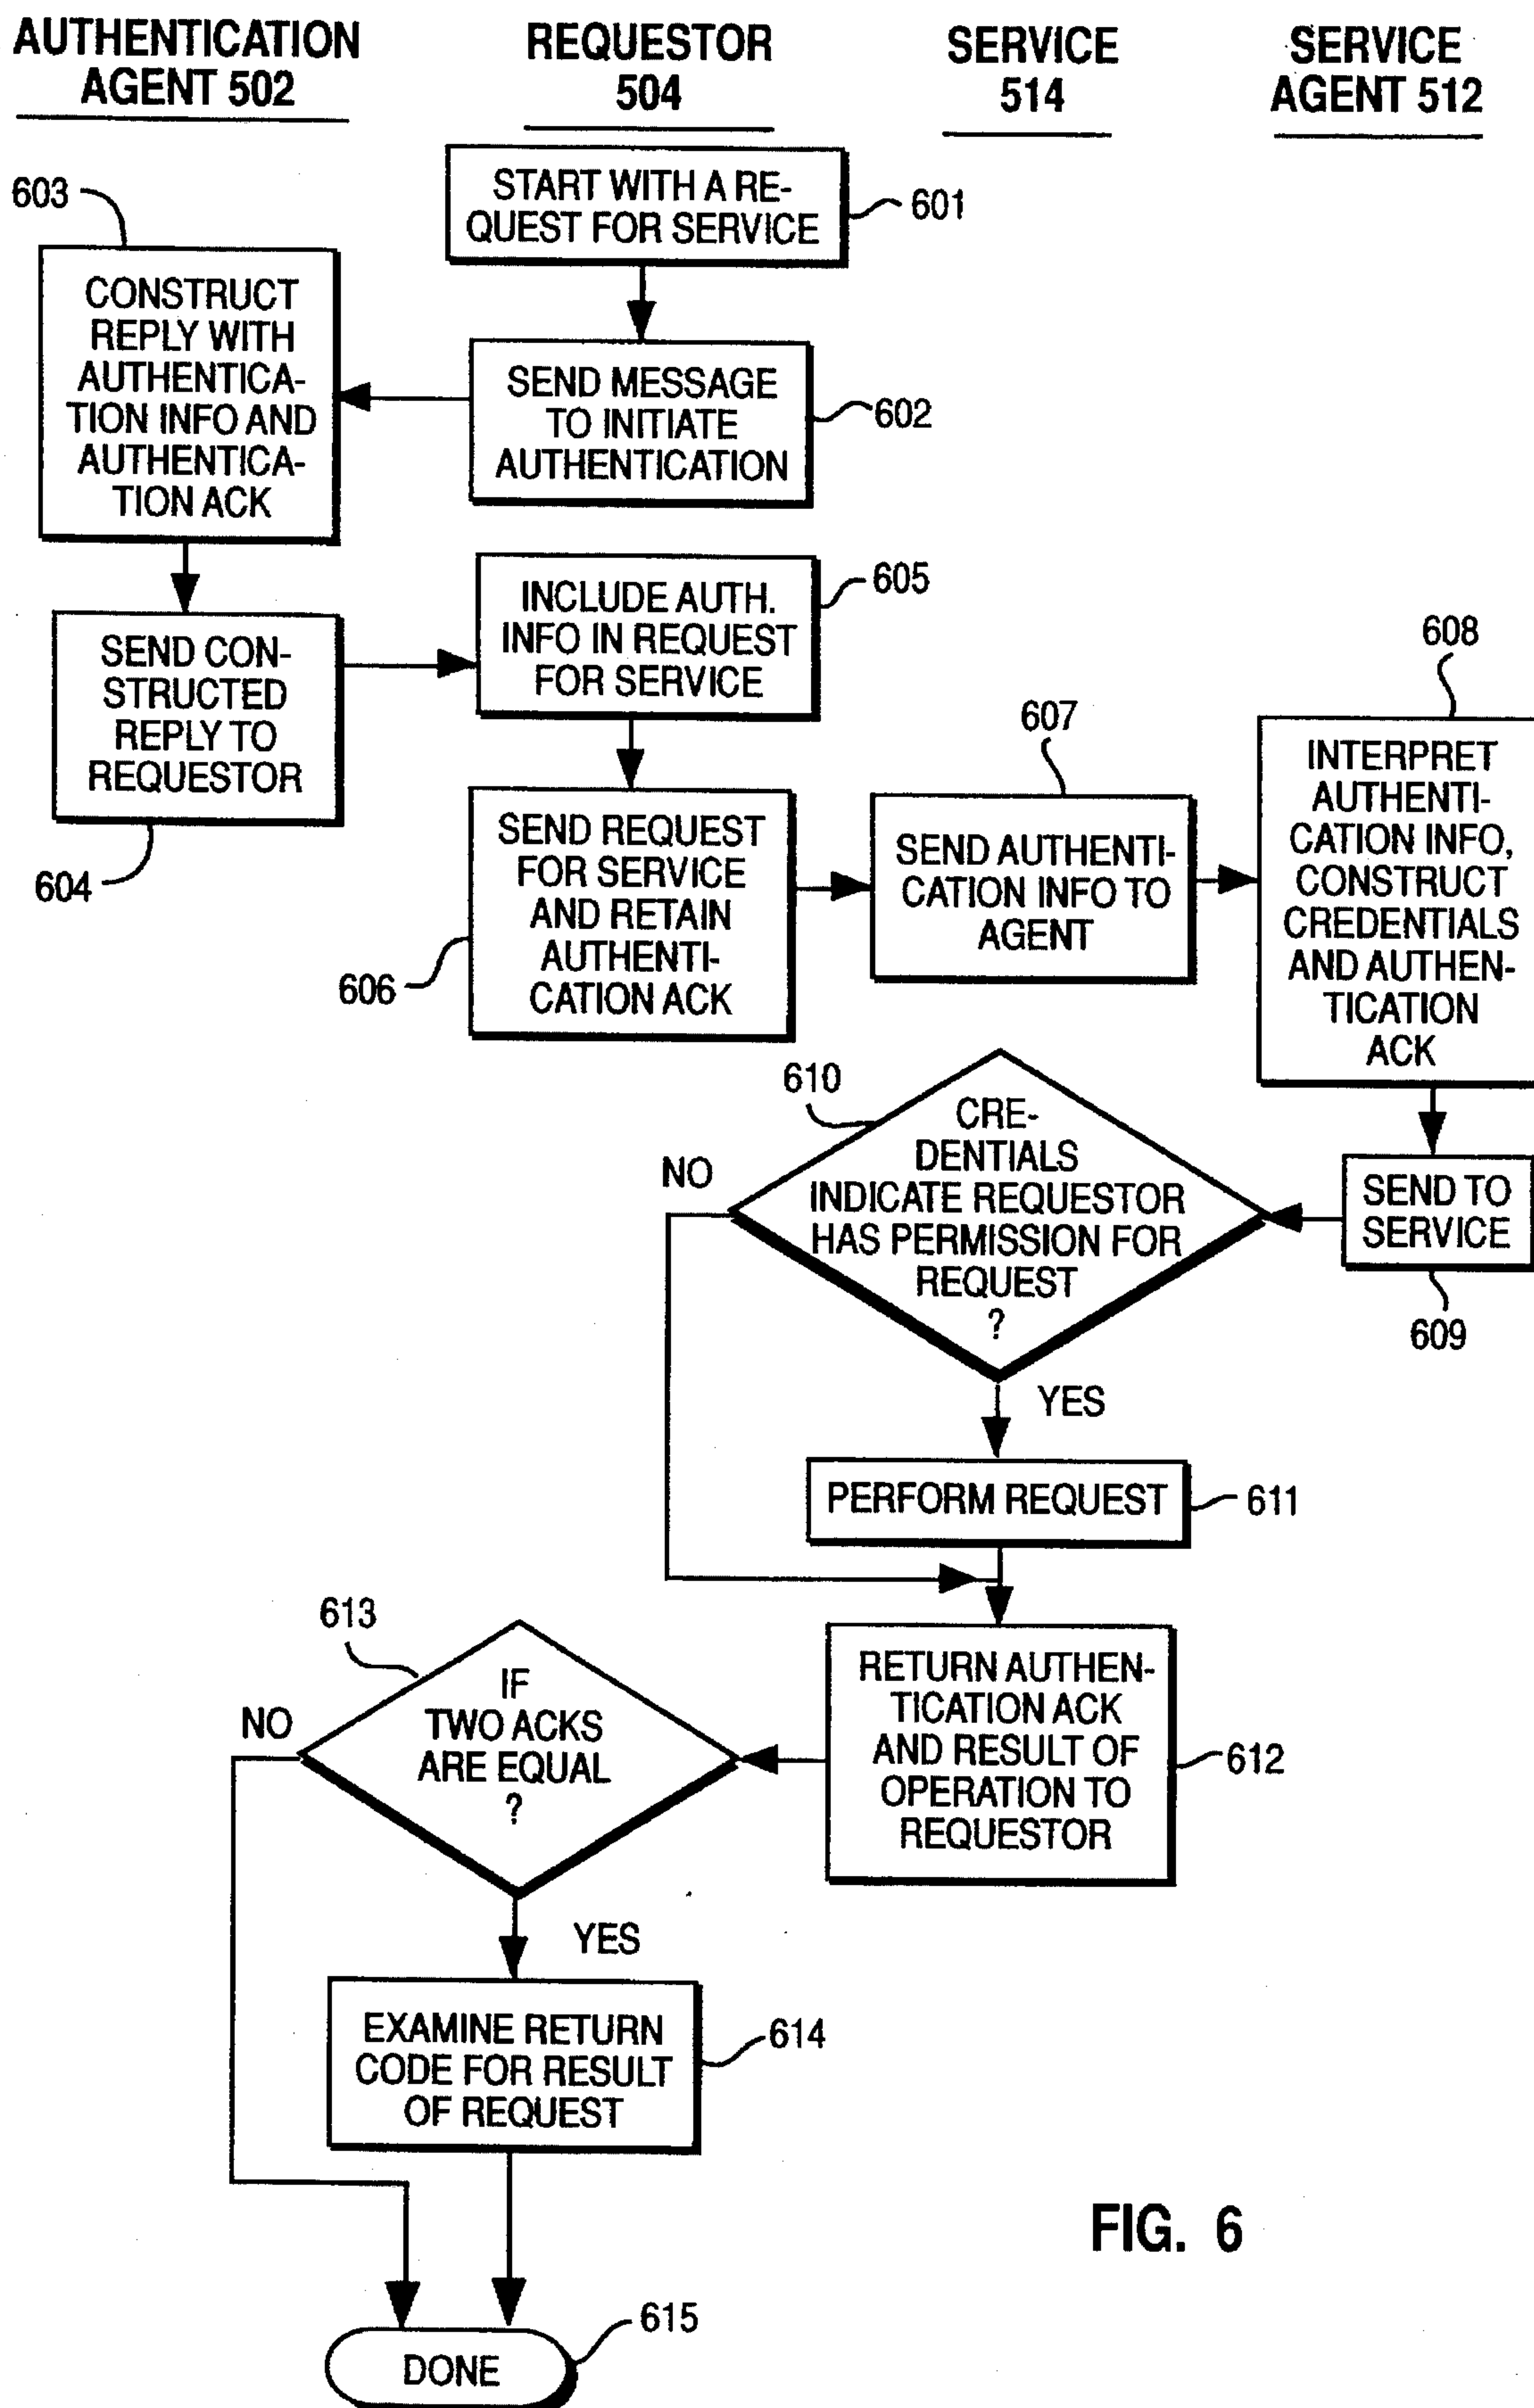 AUTHENTICATION
AGENT 502
REQUESTOR
504
SERVICE
514
SERVICE
AGENT 512
START WITH A RE-
QUEST FOR SERVICE
601
603
CONSTRUCT
REPLY WITH
AUTHENTICA-
TION INFO AND
AUTHENTICA-
TION ACK
SEND MESSAGE
TO INITIATE
AUTHENTICATION
602
SEND CON-
STRUCTED
REPLY TO
REQUESTOR
604
INCLUDE AUTH.
INFO IN REQUEST
FOR SERVICE
605
SEND REQUEST
FOR SERVICE
AND RETAIN
AUTHENTI-
CATION ACK
606
607
SEND AUTHENTI-
CATION INFO TO
AGENT
608
INTERPRET
AUTHENTI-
CATION INFO,
CONSTRUCT
CREDENTIALS
AND AUTHEN-
TICATION
ACK
SEND TO
SERVICE
609
610
CRE-
DENTIALS
INDICATE REQUESTOR
HAS PERMISSION FOR
REQUEST
?
NO
YES
PERFORM REQUEST
611
RETURN AUTHEN-
TICATION ACK
AND RESULT OF
OPERATION TO
REQUESTOR
612
613
IF
TWO ACKS
ARE EQUAL
?
NO
YES
EXAMINE RETURN
CODE FOR RESULT
OF REQUEST
614
DONE
615
FIG. 6